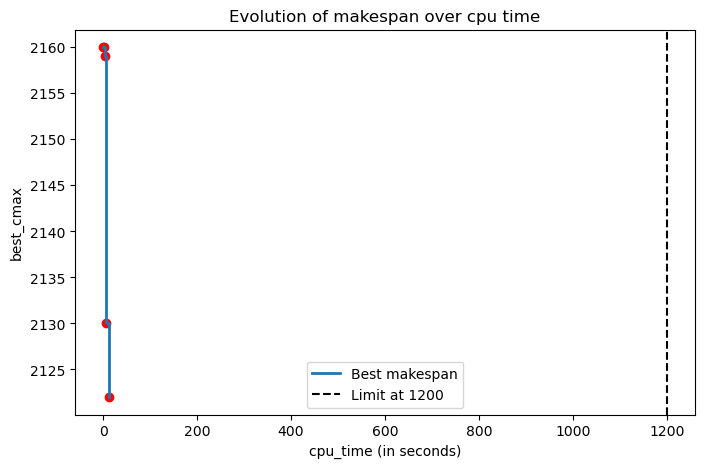 Evolution of makespan over cpu time
best_cmax
2160
2155
2150
2145
2140
2135
2130
2125
Best makespan
Limit at 1200
0 200 400 600 800 1000 1200
cpu_time (in seconds)